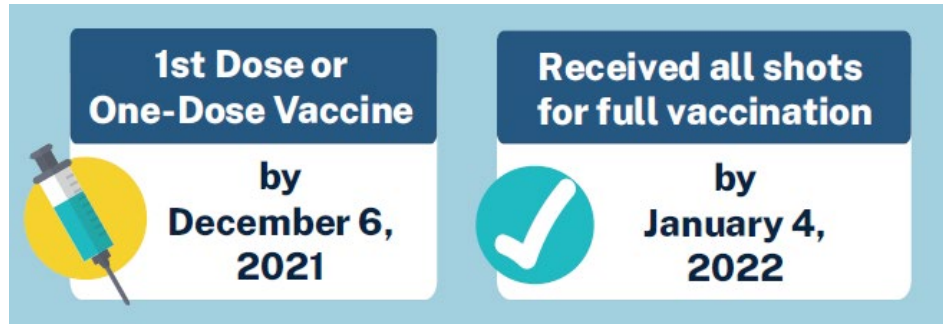 1st Dose or
One-Dose Vaccine
by
December 6,
2021
Received all shots
for full vaccination
by
January 4,
2022